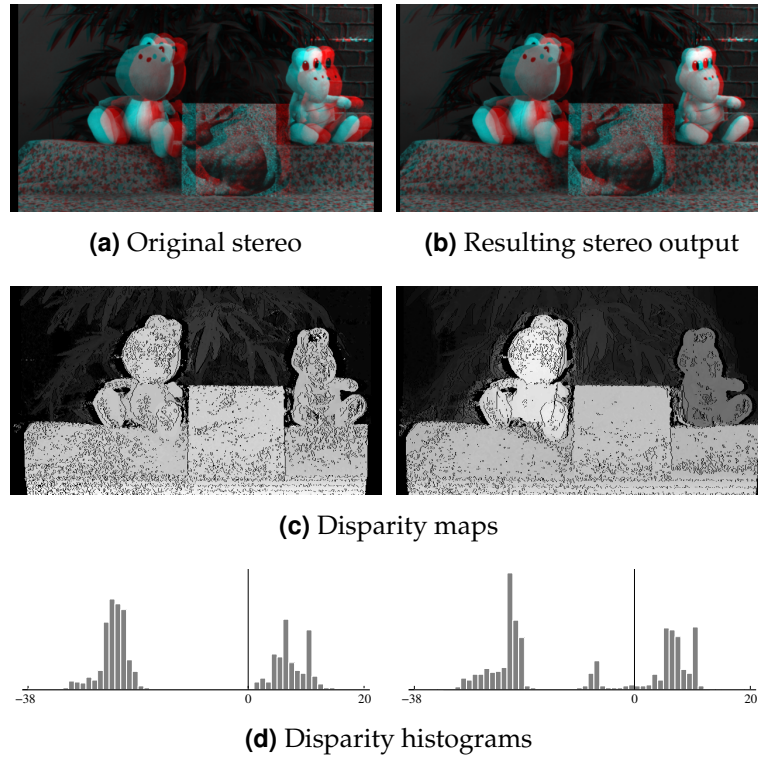 (a) Original stereo
(b) Resulting stereo output
(c) Disparity maps
−38 0 20
−38 0 20
(d) Disparity histograms